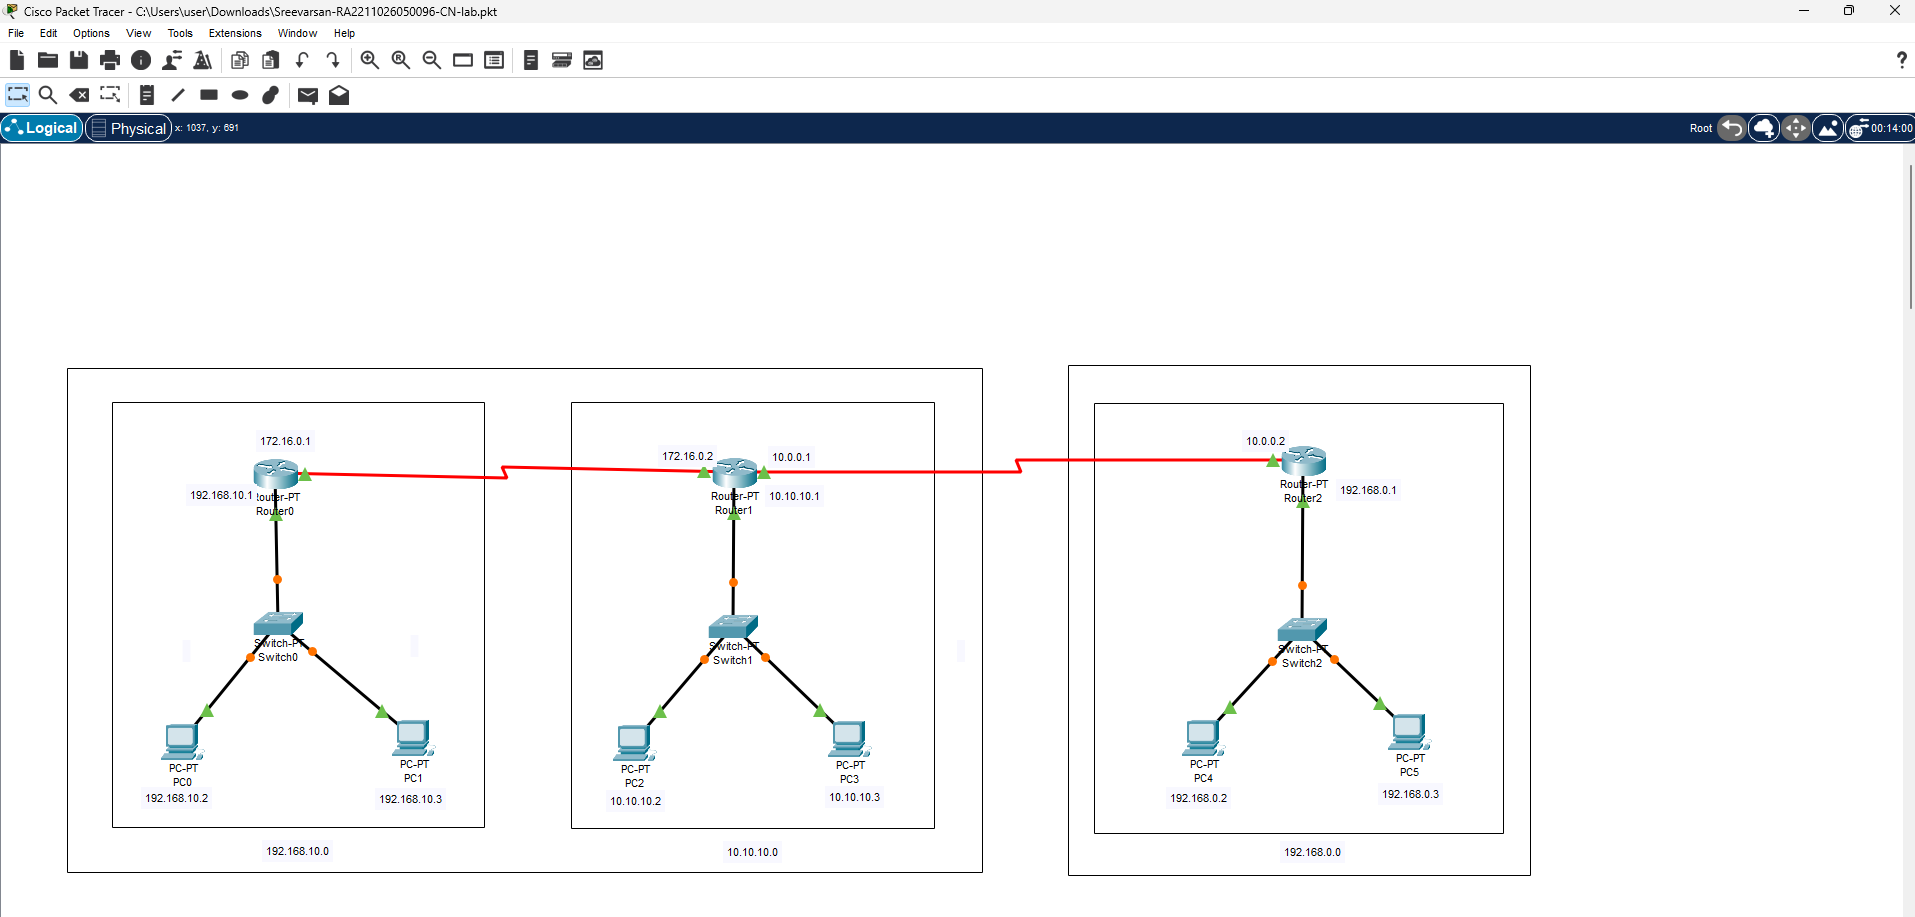 Cisco Packet Tracer - C:\Users\user\Downloads\Sreevarsan-RA2211026050096-CN-lab.pkt
File Edit Options View Tools Extensions Window Help
Logical Physical x: 1037, y: 691 Root 00:14:00
172.16.0.1
192.168.10.1
Router-PT
Router0
172.16.0.2
10.0.0.1
Router-PT
Router1
10.10.10.1
10.0.0.2
Router-PT
Router2
192.168.0.1
Switch-PT
Switch0
Switch-PT
Switch1
Switch-PT
Switch2
PC-PT
PC0
192.168.10.2
PC-PT
PC1
192.168.10.3
PC-PT
PC2
10.10.10.2
PC-PT
PC3
10.10.10.3
PC-PT
PC4
192.168.0.2
PC-PT
PC5
192.168.0.3
192.168.10.0
10.10.10.0
192.168.0.0